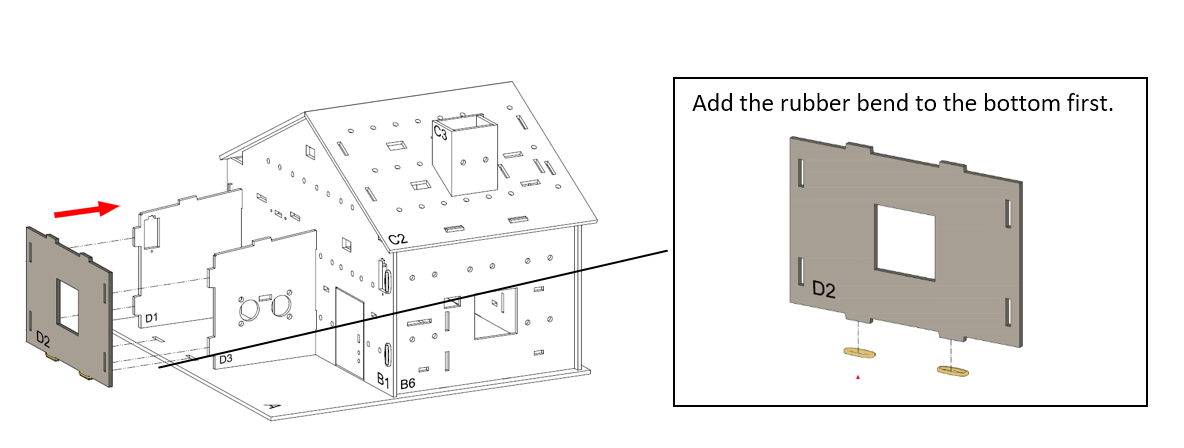 Add the rubber bend to the bottom first.
C3
C2
D1
D2
D3
B1
B6
A
D2